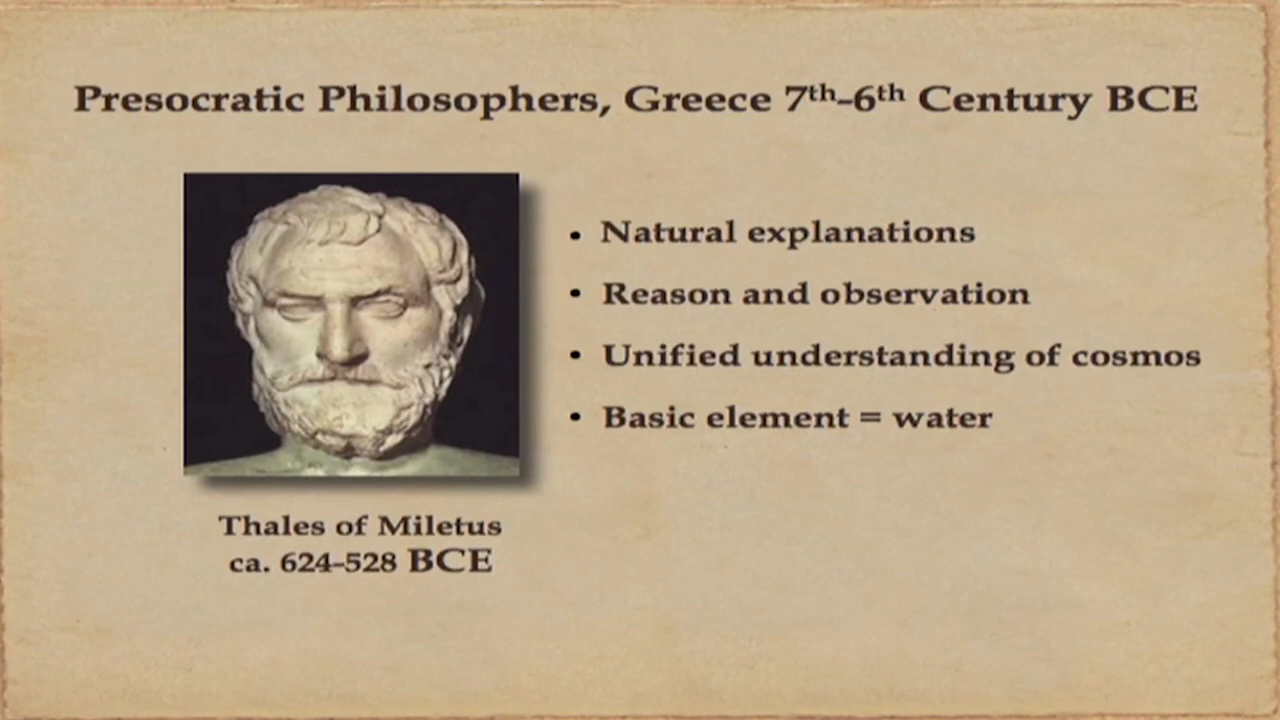 Presocratic Philosophers, Greece 7th-6th Century BCE
• Natural explanations
• Reason and observation
• Unified understanding of cosmos
• Basic element = water
Thales of Miletus
ca. 624-528 BCE